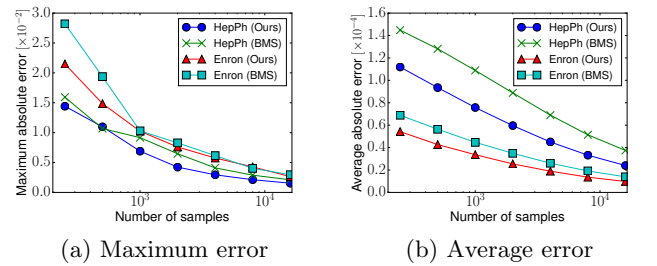 Maximum absolute error [×10⁻²]
3.0
2.5
2.0
1.5
1.0
0.5
0.0
HepPh (Ours)
HepPh (BMS)
Enron (Ours)
Enron (BMS)
10³
10⁴
Number of samples
(a) Maximum error
Average absolute error [×10⁻⁴]
1.6
1.4
1.2
1.0
0.8
0.6
0.4
0.2
0.0
HepPh (Ours)
HepPh (BMS)
Enron (Ours)
Enron (BMS)
10³
10⁴
Number of samples
(b) Average error